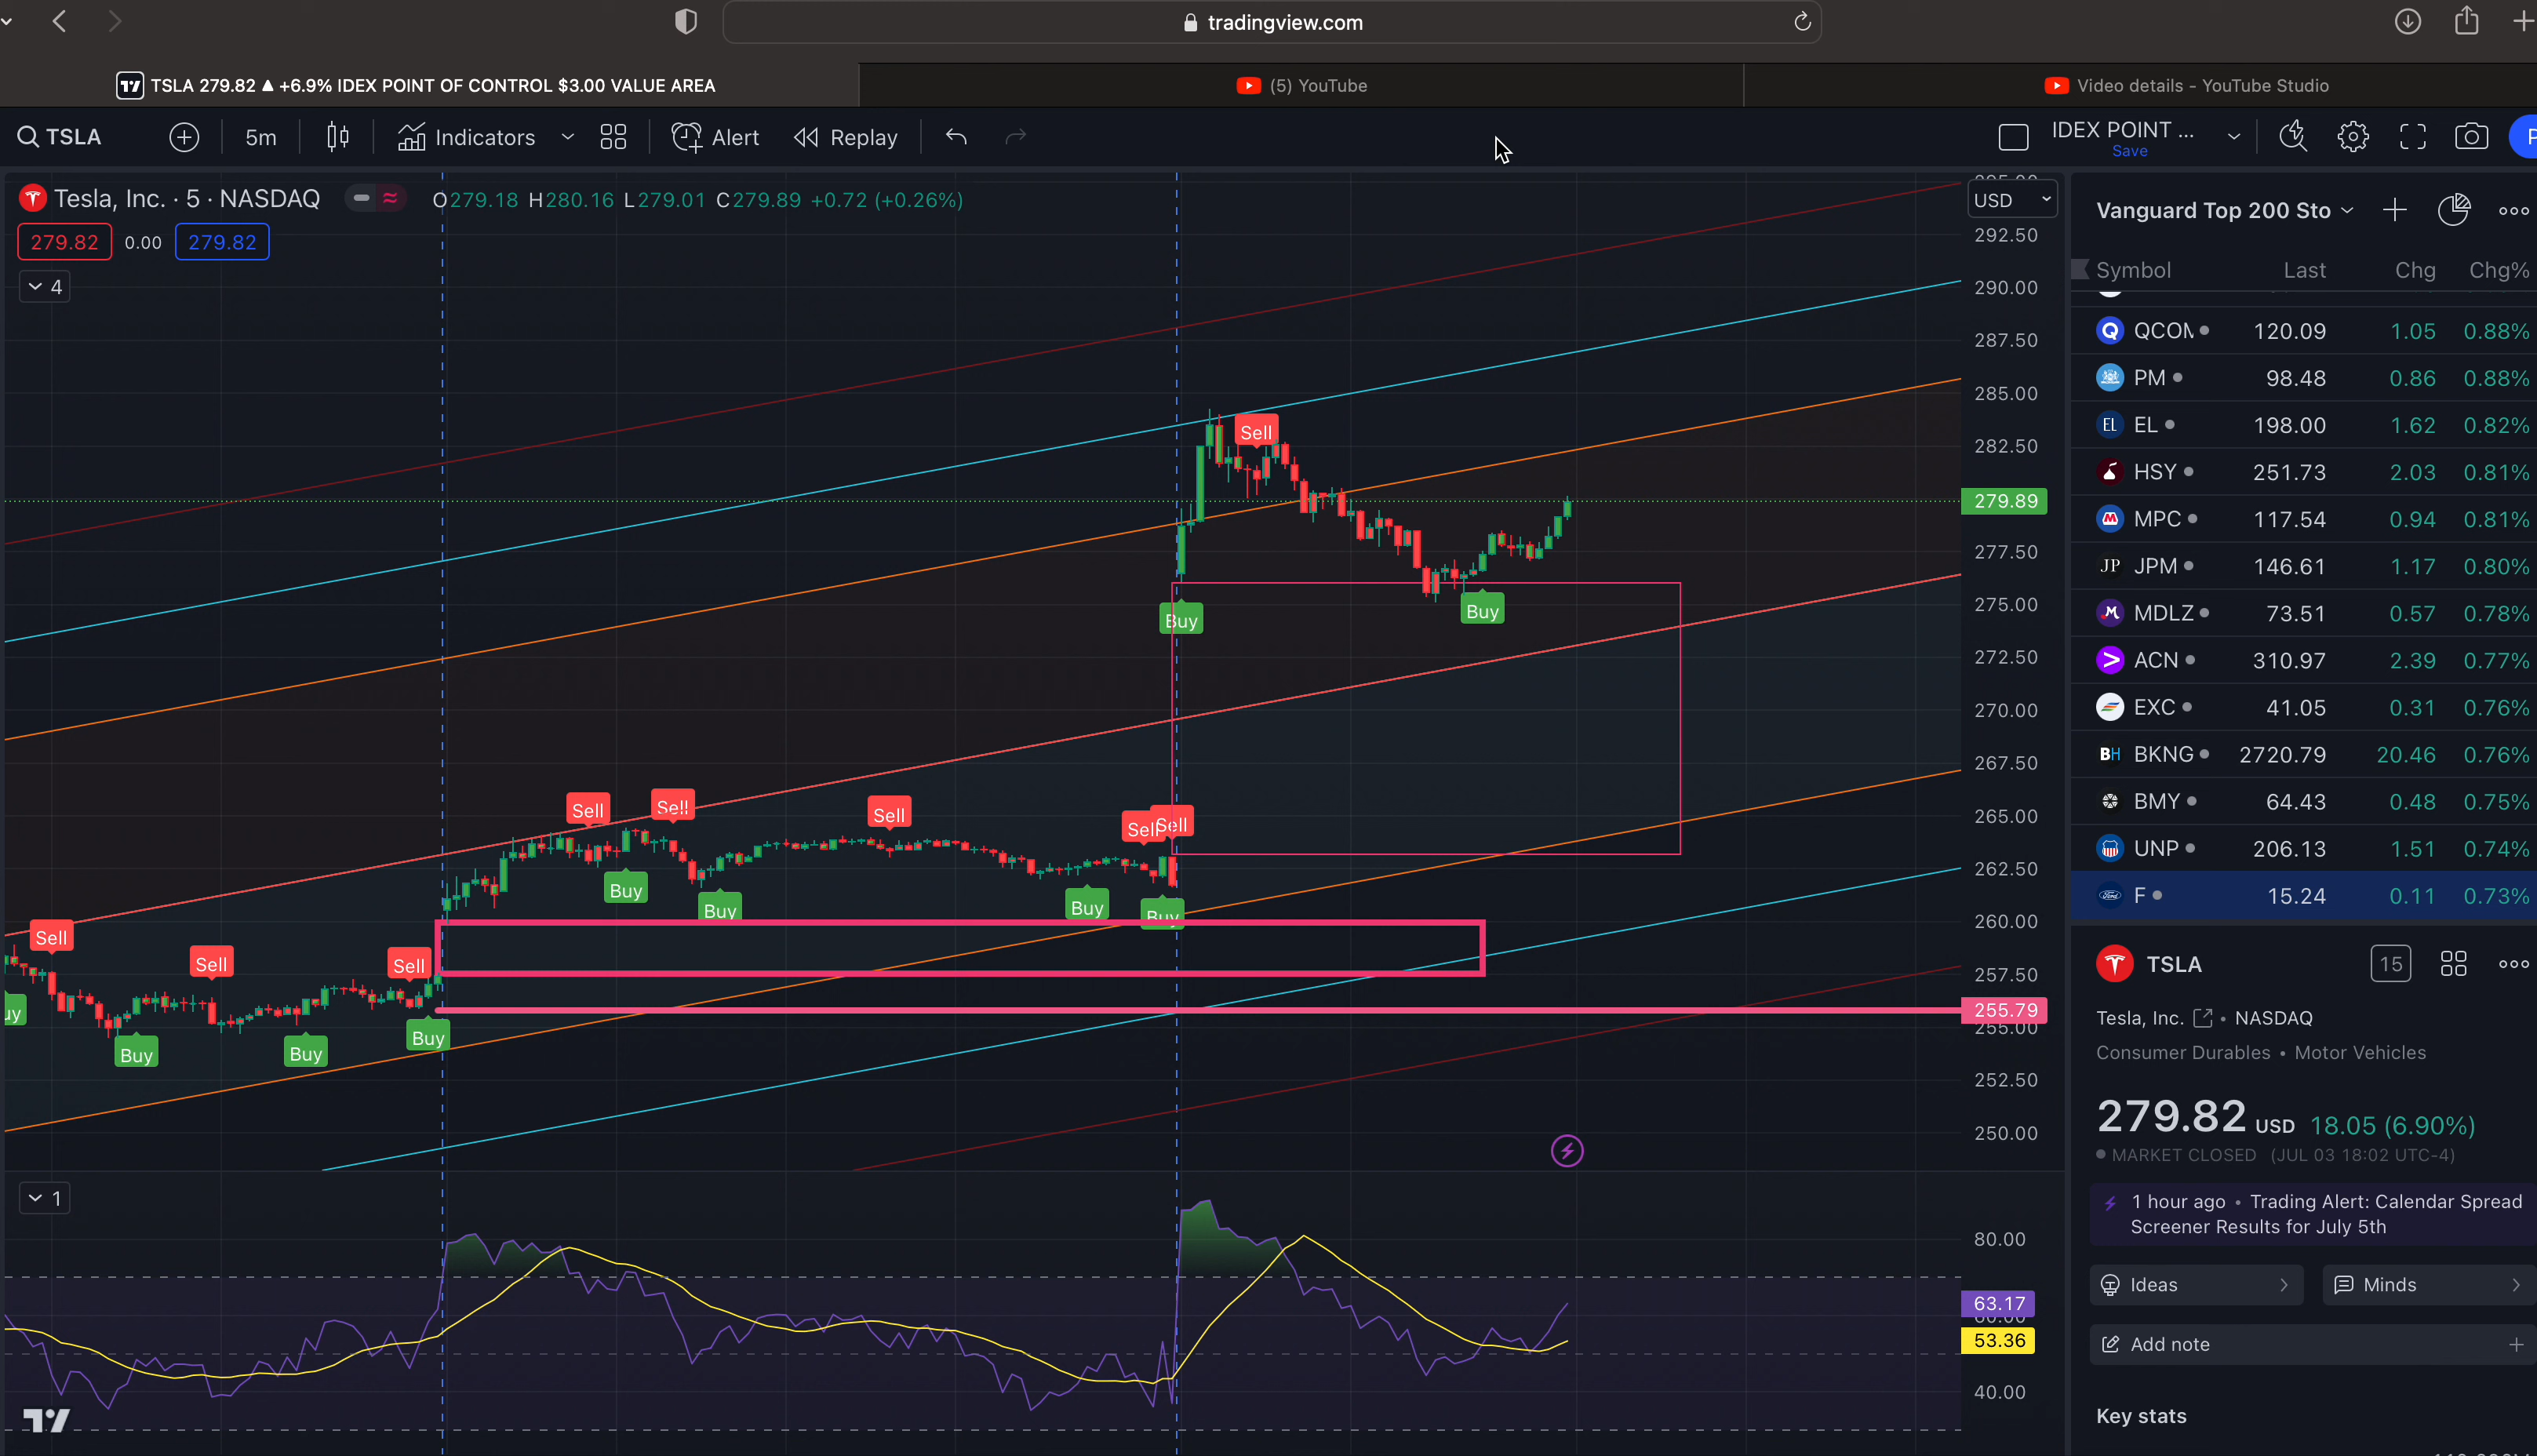 tradingview.com
TSLA 279.82 ▲ +6.9% IDEX POINT OF CONTROL $3.00 VALUE AREA
(5) YouTube
Video details - YouTube Studio
TSLA
5m
Indicators
Alert
Replay
IDEX POINT ...
Save
P
Tesla, Inc. · 5 · NASDAQ
O279.18 H280.16 L279.01 C279.89 +0.72 (+0.26%)
279.82 0.00 279.82
4
USD
292.50
290.00
287.50
285.00
282.50
279.89
277.50
275.00
272.50
270.00
267.50
265.00
262.50
260.00
257.50
255.79
255.00
252.50
250.00
Sell
Buy
Buy
Sell
Sell
Sell
Sell
Sell
Buy
Buy
Buy
Buy
Sell
Sell
Sell
Buy
Buy
Buy
1
80.00
63.17
53.36
40.00
Vanguard Top 200 Sto
Symbol Last Chg Chg%
QCOM 120.09 1.05 0.88%
PM 98.48 0.86 0.88%
EL EL 198.00 1.62 0.82%
HSY 251.73 2.03 0.81%
MPC 117.54 0.94 0.81%
JP JPM 146.61 1.17 0.80%
MDLZ 73.51 0.57 0.78%
ACN 310.97 2.39 0.77%
EXC 41.05 0.31 0.76%
BH BKNG 2720.79 20.46 0.76%
BMY 64.43 0.48 0.75%
UNP 206.13 1.51 0.74%
F 15.24 0.11 0.73%
TSLA
15
Tesla, Inc. • NASDAQ
Consumer Durables • Motor Vehicles
279.82 USD 18.05 (6.90%)
MARKET CLOSED (JUL 03 18:02 UTC-4)
1 hour ago • Trading Alert: Calendar Spread
Screener Results for July 5th
Ideas
Minds
Add note
Key stats